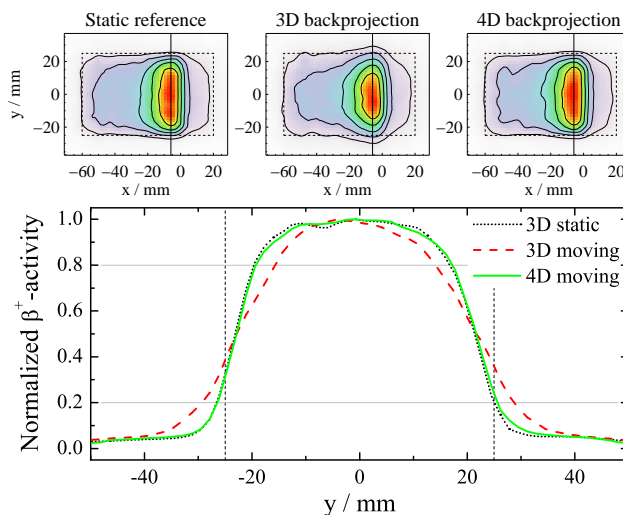 Static reference 3D backprojection 4D backprojection
y / mm
20
0
−20
−60 −40 −20 0 20
−60 −40 −20 0 20
−60 −40 −20 0 20
20
0
−20
20
0
−20
x / mm x / mm x / mm
Normalized β⁺-activity
1.0
0.8
0.6
0.4
0.2
0.0
3D static
3D moving
4D moving
−40 −20 0 20 40
y / mm